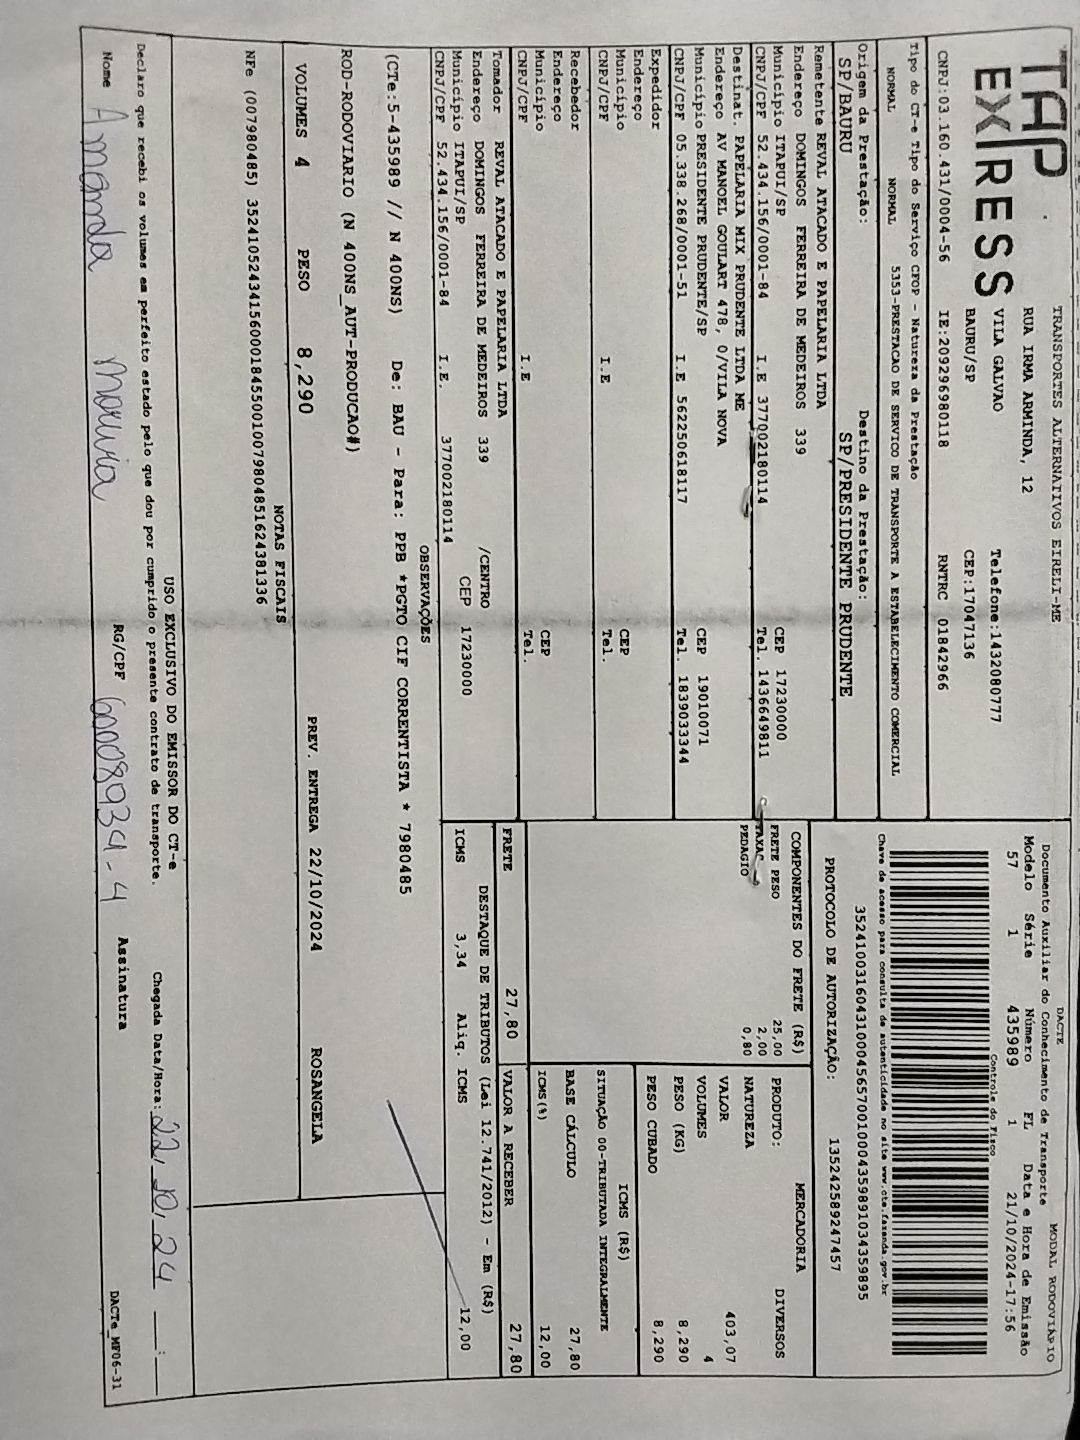 TAP
EXPRESS
TRANSPORTES ALTERNATIVOS EIRELI-ME
RUA IRMA ARMINDA, 12
VILA GALVAO Telefone:1432080777
BAURU/SP CEP:17047136
CNPJ:03.160.431/0004-56 IE:209296980118 RNTRC 01842966
DACTE MODAL RODOVIÁRIO
Documento Auxiliar do Conhecimento de Transporte
Modelo Série Número FL Data e Hora de Emissão
57 1 435989 1 21/10/2024-17:56
Controle do Fisco
Chave de acesso para consulta de autenticidade no site www.cte.fazenda.gov.br
PROTOCOLO DE AUTORIZAÇÃO: 135242589247457
Tipo do CT-e Tipo do Serviço CFOP - Natureza da Prestação
NORMAL NORMAL 5353-PRESTACAO DE SERVICO DE TRANSPORTE A ESTABELECIMENTO COMERCIAL
Origem da Prestação: Destino da Prestação:
SP/BAURU SP/PRESIDENTE PRUDENTE
Remetente REVAL ATACADO E PAPELARIA LTDA
Endereço DOMINGOS FERREIRA DE MEDEIROS 339
Município ITAPUI/SP CEP 17230000
CNPJ/CPF 52.434.156/0001-84 I.E 377002180114 Tel. 1436649811
Destinat. PAPELARIA MIX PRUDENTE LTDA ME
Endereço AV MANOEL GOULART 478, 0/VILA NOVA
Município PRESIDENTE PRUDENTE/SP CEP 19010071
CNPJ/CPF 05.338.268/0001-51 I.E 562250618117 Tel. 1839033344
Expedidor
Endereço
Município CEP
CNPJ/CPF I.E Tel.
Recebedor
Endereço
Município CEP
CNPJ/CPF I.E Tel.
Tomador REVAL ATACADO E PAPELARIA LTDA
Endereço DOMINGOS FERREIRA DE MEDEIROS 339 /CENTRO
Município ITAPUI/SP CEP 17230000
CNPJ/CPF 52.434.156/0001-84 I.E. 377002180114
COMPONENTES DO FRETE (R$)
FRETE PESO 25,00
2,00
PEDAGIO 0,80
FRETE 27,80
MERCADORIA
PRODUTO: DIVERSOS
NATUREZA
VALOR 403,07
VOLUMES 4
PESO (KG) 8,290
PESO CUBADO 8,290
ICMS (R$)
SITUAÇÃO 00-TRIBUTADA INTEGRALMENTE
BASE CÁLCULO 27,80
ICMS(%) 12,00
VALOR A RECEBER 27,80
DESTAQUE DE TRIBUTOS (Lei 12.741/2012) - Em (R$)
ICMS 3,34 Aliq. ICMS 12,00
OBSERVAÇÕES
(CTe:5-435989 // N 400NS) De: BAU - Para: PPB *PGTO CIF CORRENTISTA * 7980485
ROD-RODOVIARIO (N 400NS_AUT-PRODUCAO#)
VOLUMES 4 PESO 8,290 PREV. ENTREGA 22/10/2024 ROSANGELA
NOTAS FISCAIS
USO EXCLUSIVO DO EMISSOR DO CT-e
Declaro que recebi os volumes em perfeito estado pelo que dou por cumprido o presente contrato de transporte. Chegada Data/Hora: 22/10/24 __:__
Nome Amanda RG/CPF Assinatura
DACTe_MF06-31